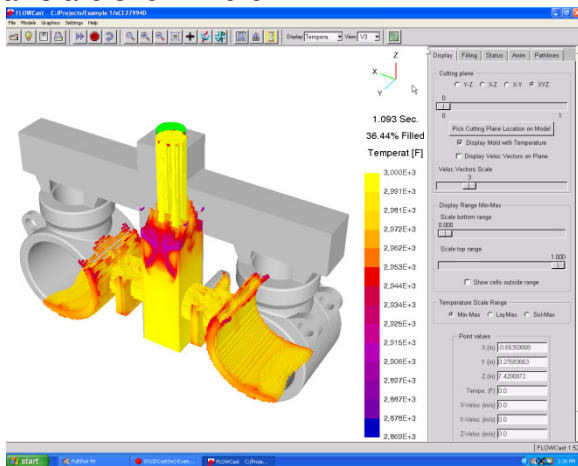 FLOWCast C:/Projects/Example 1/xCE27994D
File Models Graphics Settings Help
Display Tempera View V3
Display Filling Status Anim Pathlines
Cutting plane
Y-Z X-Z X-Y XYZ
0
0 1
Pick Cutting Plane Location on Model
Display Mold with Temperature
Display Veloc Vectors on Plane
Veloc Vectors Scale
3
Display Range Min-Max
Scale bottom range
0.000
Scale top range
1.000
Show cells outside range
Temperature Scale Range
Min-Max Liq-Max Sol-Max
Point values
X (in) -0.66359808
Y (in) 0.27693863
Z (in) 7.4290872
Tempa. (F) 0.0
X-Veloc (in/s) 0.0
Y-Veloc (in/s) 0.0
Z-Veloc (in/s) 0.0
Z
X
Y
1.093 Sec.
36.44% Filled
Temperat [F]
3,000E+3
2,991E+3
2,981E+3
2,972E+3
2,962E+3
2,953E+3
2,944E+3
2,934E+3
2,925E+3
2,915E+3
2,906E+3
2,897E+3
2,887E+3
2,878E+3
2,869E+3
FLOWCast 1.52
start FullShot 99 FLOWCast C:/Proje...